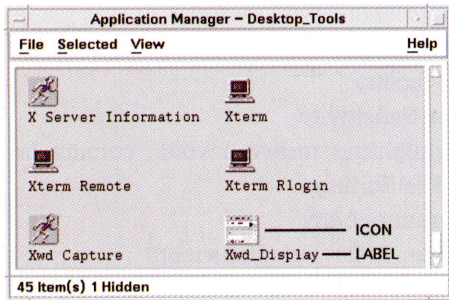 Application Manager – Desktop_Tools
File Selected View Help
X Server Information Xterm
Xterm Remote Xterm Rlogin
ICON
Xwd Capture Xwd_Display LABEL
45 Item(s) 1 Hidden